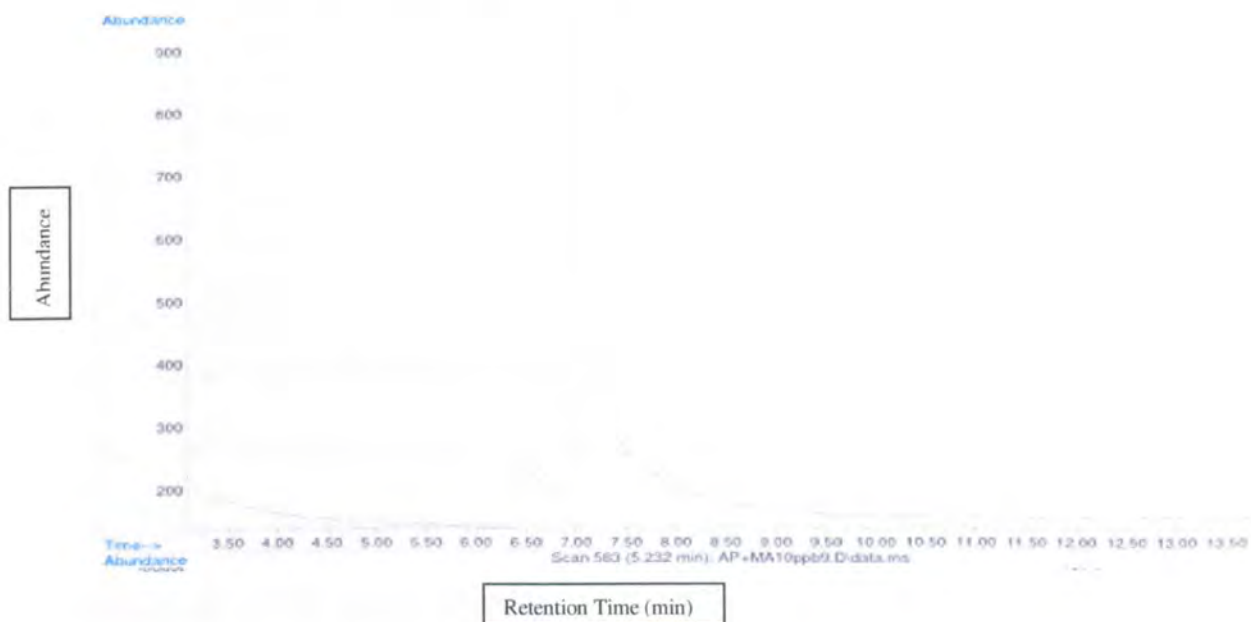 Abundance
900
800
700
600
500
400
300
200
Abundance
Time-->
3.50 4.00 4.50 5.00 5.50 6.00 6.50 7.00 7.50 8.00 8.50 9.00 9.50 10.00 10.50 11.00 11.50 12.00 12.50 13.00 13.50
Abundance
Scan 563 (5.232 min): AP+MA10ppb9.D\data.ms
Retention Time (min)